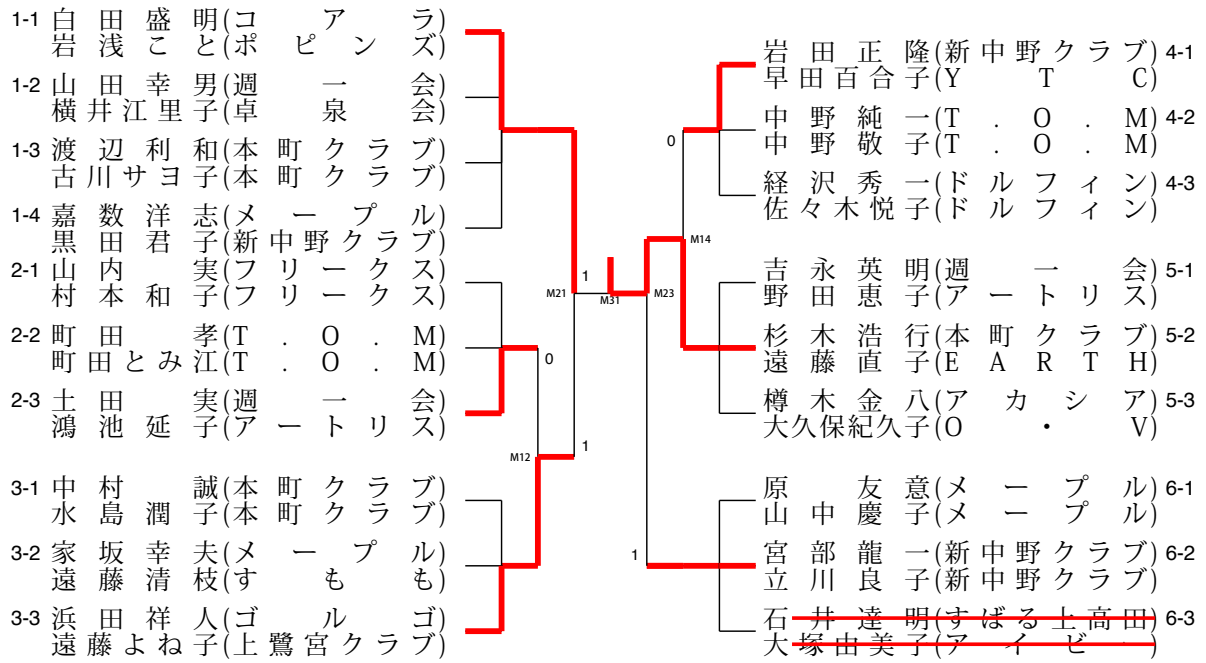 1-1 白田盛明(コアラ)
岩浅こと(ポピンズ)
1-2 山田幸男(週一会)
横井江里子(卓泉会)
1-3 渡辺利和(本町クラブ)
古川サヨ子(本町クラブ)
1-4 嘉数洋志(メープル)
黒田君子(新中野クラブ)
2-1 山内実(フリークス)
村本和子(フリークス)
2-2 町田孝(T.O.M)
町田とみ江(T.O.M)
2-3 土田実(週一会)
鴻池延子(アートリス)
3-1 中村誠(本町クラブ)
水島潤子(本町クラブ)
3-2 家坂幸夫(メープル)
遠藤清枝(すもも)
3-3 浜田祥人(ゴルゴ)
遠藤よね子(上鷺宮クラブ)
0
M12
1
M21
1
M31
M23
0
M14
1
岩田正隆(新中野クラブ) 4-1
早田百合子(YTC)
中野純一(T.O.M) 4-2
中野敬子(T.O.M)
経沢秀一(ドルフィン) 4-3
佐々木悦子(ドルフィン)
吉永英明(週一会) 5-1
野田恵子(アートリス)
杉木浩行(本町クラブ) 5-2
遠藤直子(EARTH)
樽木金八(アカシア) 5-3
大久保紀久子(O・V)
原友意(メープル) 6-1
山中慶子(メープル)
宮部龍一(新中野クラブ) 6-2
立川良子(新中野クラブ)
石井達明(すばる上高田) 6-3
大塚由美子(アイビー)